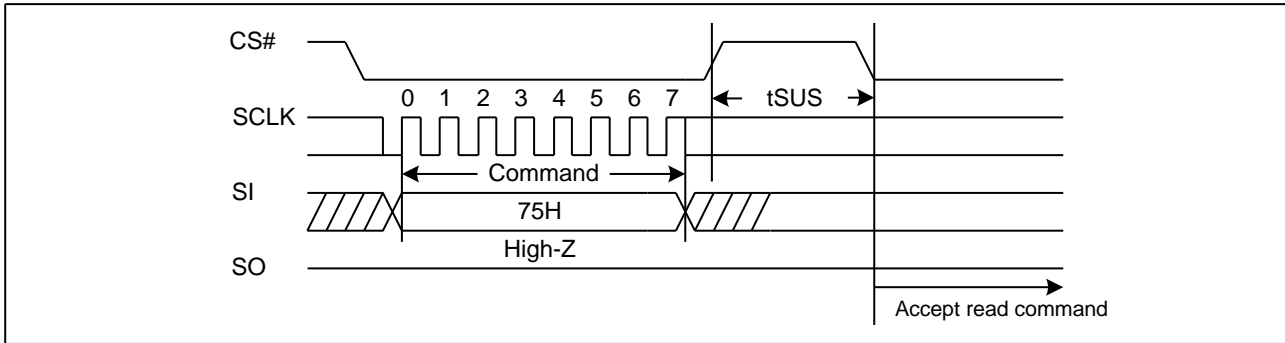 CS#
tSUS
0 1 2 3 4 5 6 7
SCLK
Command
SI
75H
High-Z
SO
Accept read command